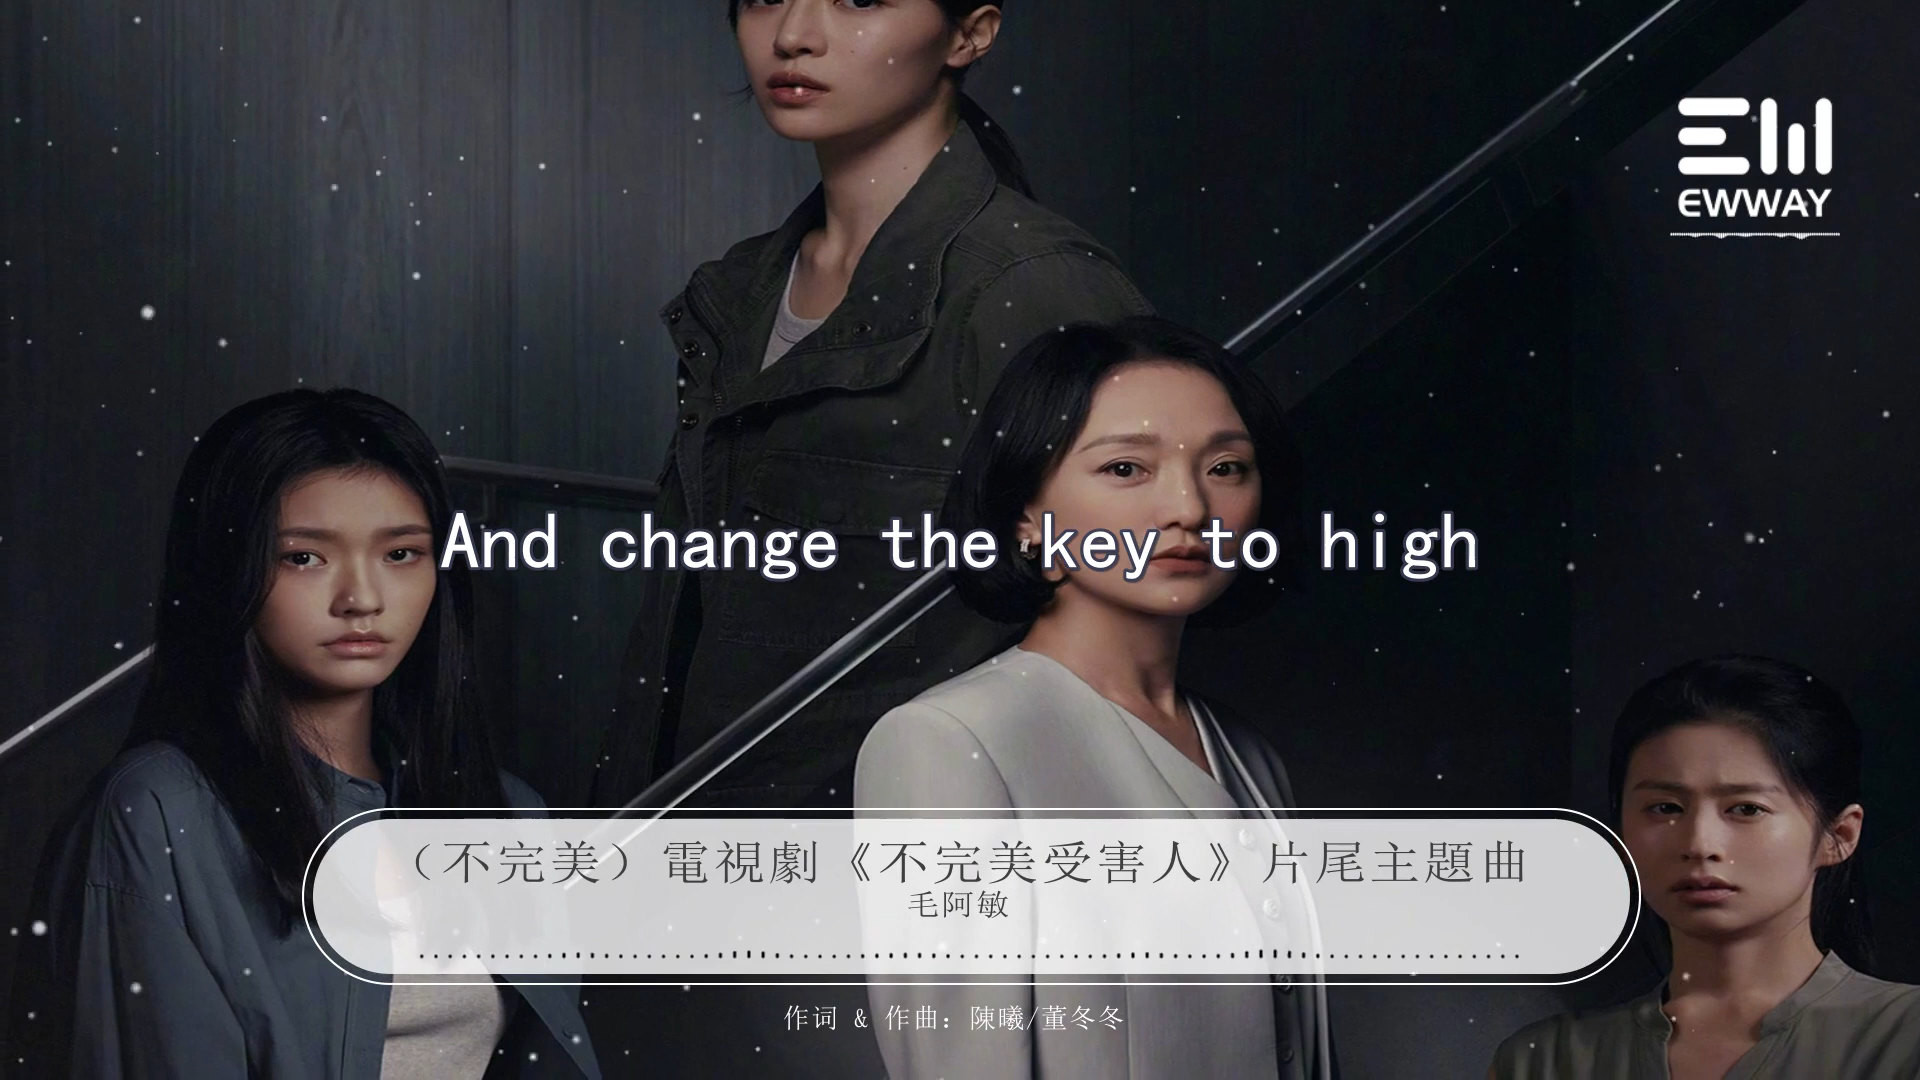 EW
EWWAY
And change the key to high
（不完美）電視劇《不完美受害人》片尾主題曲
毛阿敏
作词 & 作曲：陳曦/董冬冬